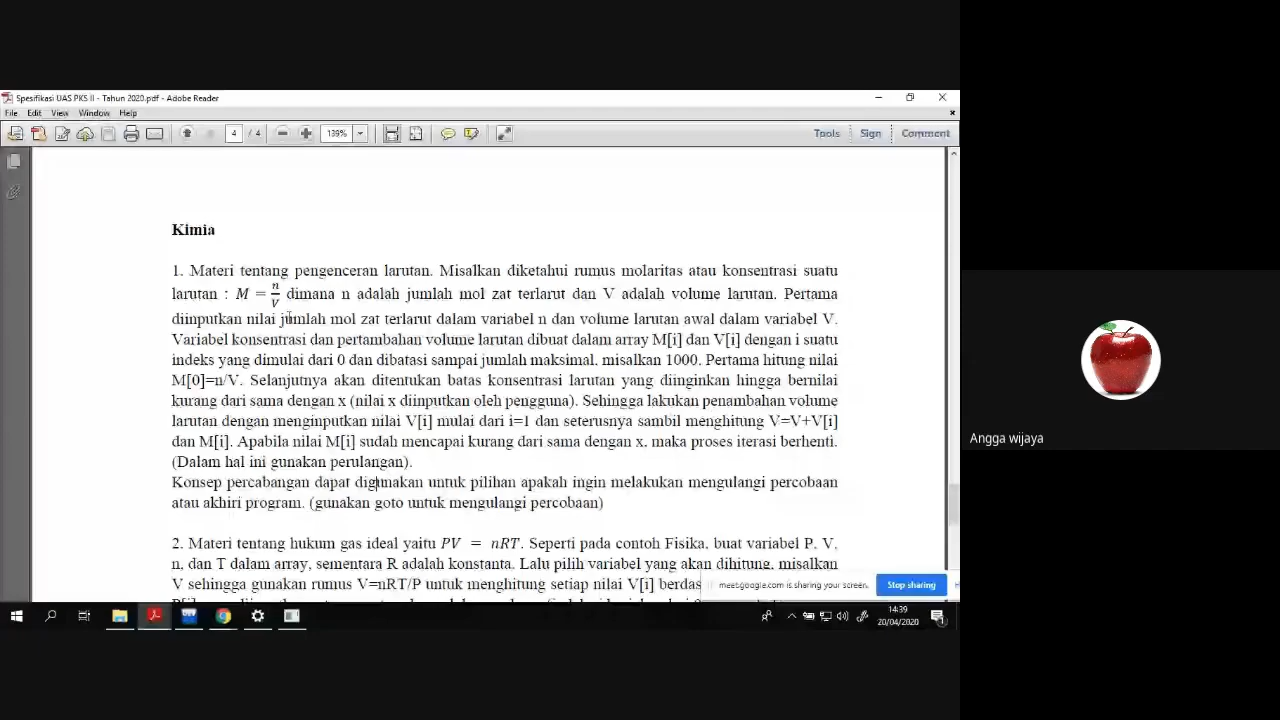 Spesifikasi UAS PKS II - Tahun 2020.pdf - Adobe Reader
File Edit View Window Help
4 / 4 139% Tools Sign Comment
Kimia
1. Materi tentang pengenceran larutan. Misalkan diketahui rumus molaritas atau konsentrasi suatu
larutan : M = n/V dimana n adalah jumlah mol zat terlarut dan V adalah volume larutan. Pertama
diinputkan nilai jumlah mol zat terlarut dalam variabel n dan volume larutan awal dalam variabel V.
Variabel konsentrasi dan pertambahan volume larutan dibuat dalam array M[i] dan V[i] dengan i suatu
indeks yang dimulai dari 0 dan dibatasi sampai jumlah maksimal, misalkan 1000. Pertama hitung nilai
M[0]=n/V. Selanjutnya akan ditentukan batas konsentrasi larutan yang diinginkan hingga bernilai
kurang dari sama dengan x (nilai x diinputkan oleh pengguna). Sehingga lakukan penambahan volume
larutan dengan menginputkan nilai V[i] mulai dari i=1 dan seterusnya sambil menghitung V=V+V[i]
dan M[i]. Apabila nilai M[i] sudah mencapai kurang dari sama dengan x, maka proses iterasi berhenti.
(Dalam hal ini gunakan perulangan).
Konsep percabangan dapat digunakan untuk pilihan apakah ingin melakukan mengulangi percobaan
atau akhiri program. (gunakan goto untuk mengulangi percobaan)
2. Materi tentang hukum gas ideal yaitu PV = nRT. Seperti pada contoh Fisika, buat variabel P, V,
n, dan T dalam array, sementara R adalah konstanta. Lalu pilih variabel yang akan dihitung, misalkan
V sehingga gunakan rumus V=nRT/P untuk menghitung setiap nilai V[i] berdas
meet.google.com is sharing your screen. Stop sharing
14:39
20/04/2020
Angga wijaya